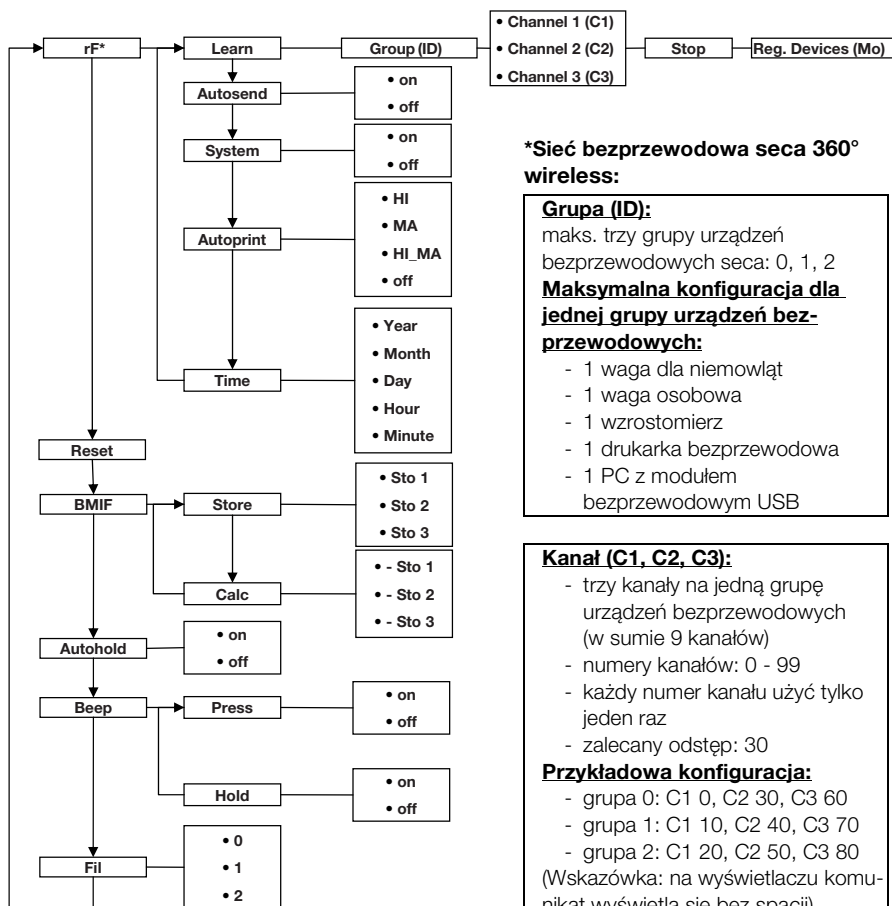 rF*
Learn
Group (ID)
• Channel 1 (C1)
• Channel 2 (C2)
• Channel 3 (C3)
Stop
Reg. Devices (Mo)
Autosend
• on
• off
System
• on
• off
Autoprint
• HI
• MA
• HI_MA
• off
Time
• Year
• Month
• Day
• Hour
• Minute
Reset
BMIF
Store
• Sto 1
• Sto 2
• Sto 3
Calc
• - Sto 1
• - Sto 2
• - Sto 3
Autohold
• on
• off
Beep
Press
• on
• off
Hold
• on
• off
Fil
• 0
• 1
• 2
*Sieć bezprzewodowa seca 360°
wireless:
Grupa (ID):
maks. trzy grupy urządzeń
bezprzewodowych seca: 0, 1, 2
Maksymalna konfiguracja dla
jednej grupy urządzeń bez-
przewodowych:
- 1 waga dla niemowląt
- 1 waga osobowa
- 1 wzrostomierz
- 1 drukarka bezprzewodowa
- 1 PC z modułem
bezprzewodowym USB
Kanał (C1, C2, C3):
- trzy kanały na jedną grupę
urządzeń bezprzewodowych
(w sumie 9 kanałów)
- numery kanałów: 0 - 99
- każdy numer kanału użyć tylko
jeden raz
- zalecany odstęp: 30
Przykładowa konfiguracja:
- grupa 0: C1 0, C2 30, C3 60
- grupa 1: C1 10, C2 40, C3 70
- grupa 2: C1 20, C2 50, C3 80
(Wskazówka: na wyświetlaczu komu-
nikat wyświetla się bez spacji)